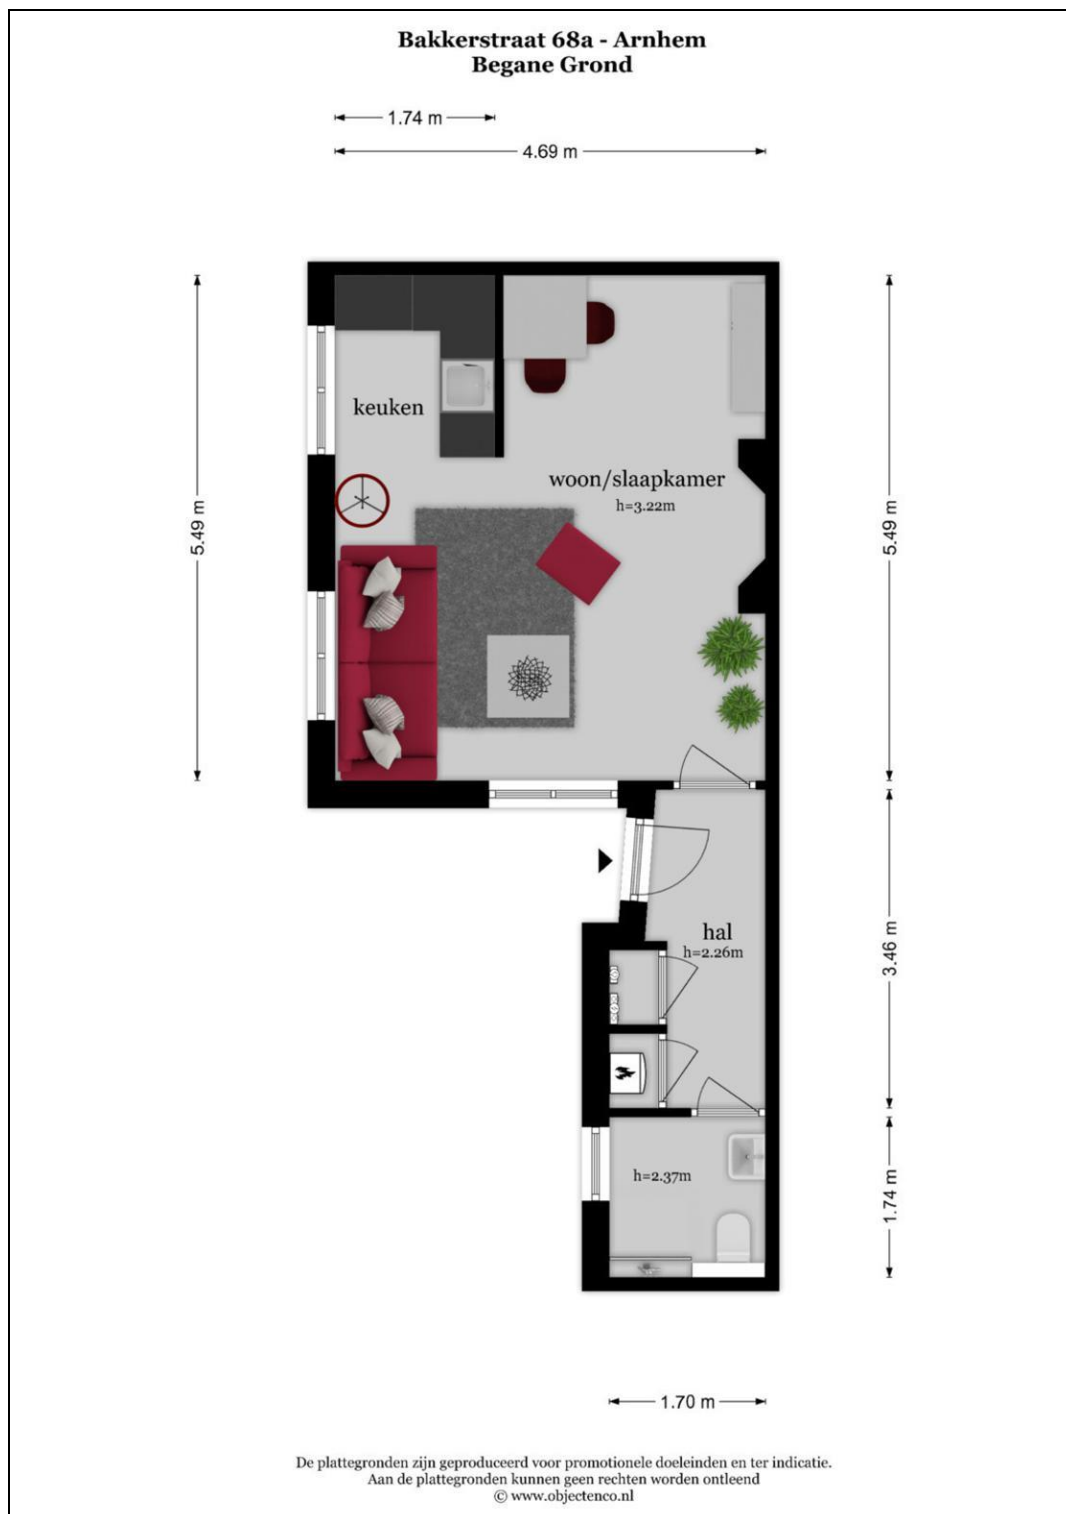 Bakkerstraat 68a - Arnhem
Begane Grond
1.74 m
4.69 m
5.49 m
5.49 m
keuken
woon/slaapkamer
h=3.22m
hal
h=2.26m
3.46 m
h=2.37m
1.74 m
1.70 m
De plattegronden zijn geproduceerd voor promotionele doeleinden en ter indicatie.
Aan de plattegronden kunnen geen rechten worden ontleend
© www.objectenco.nl